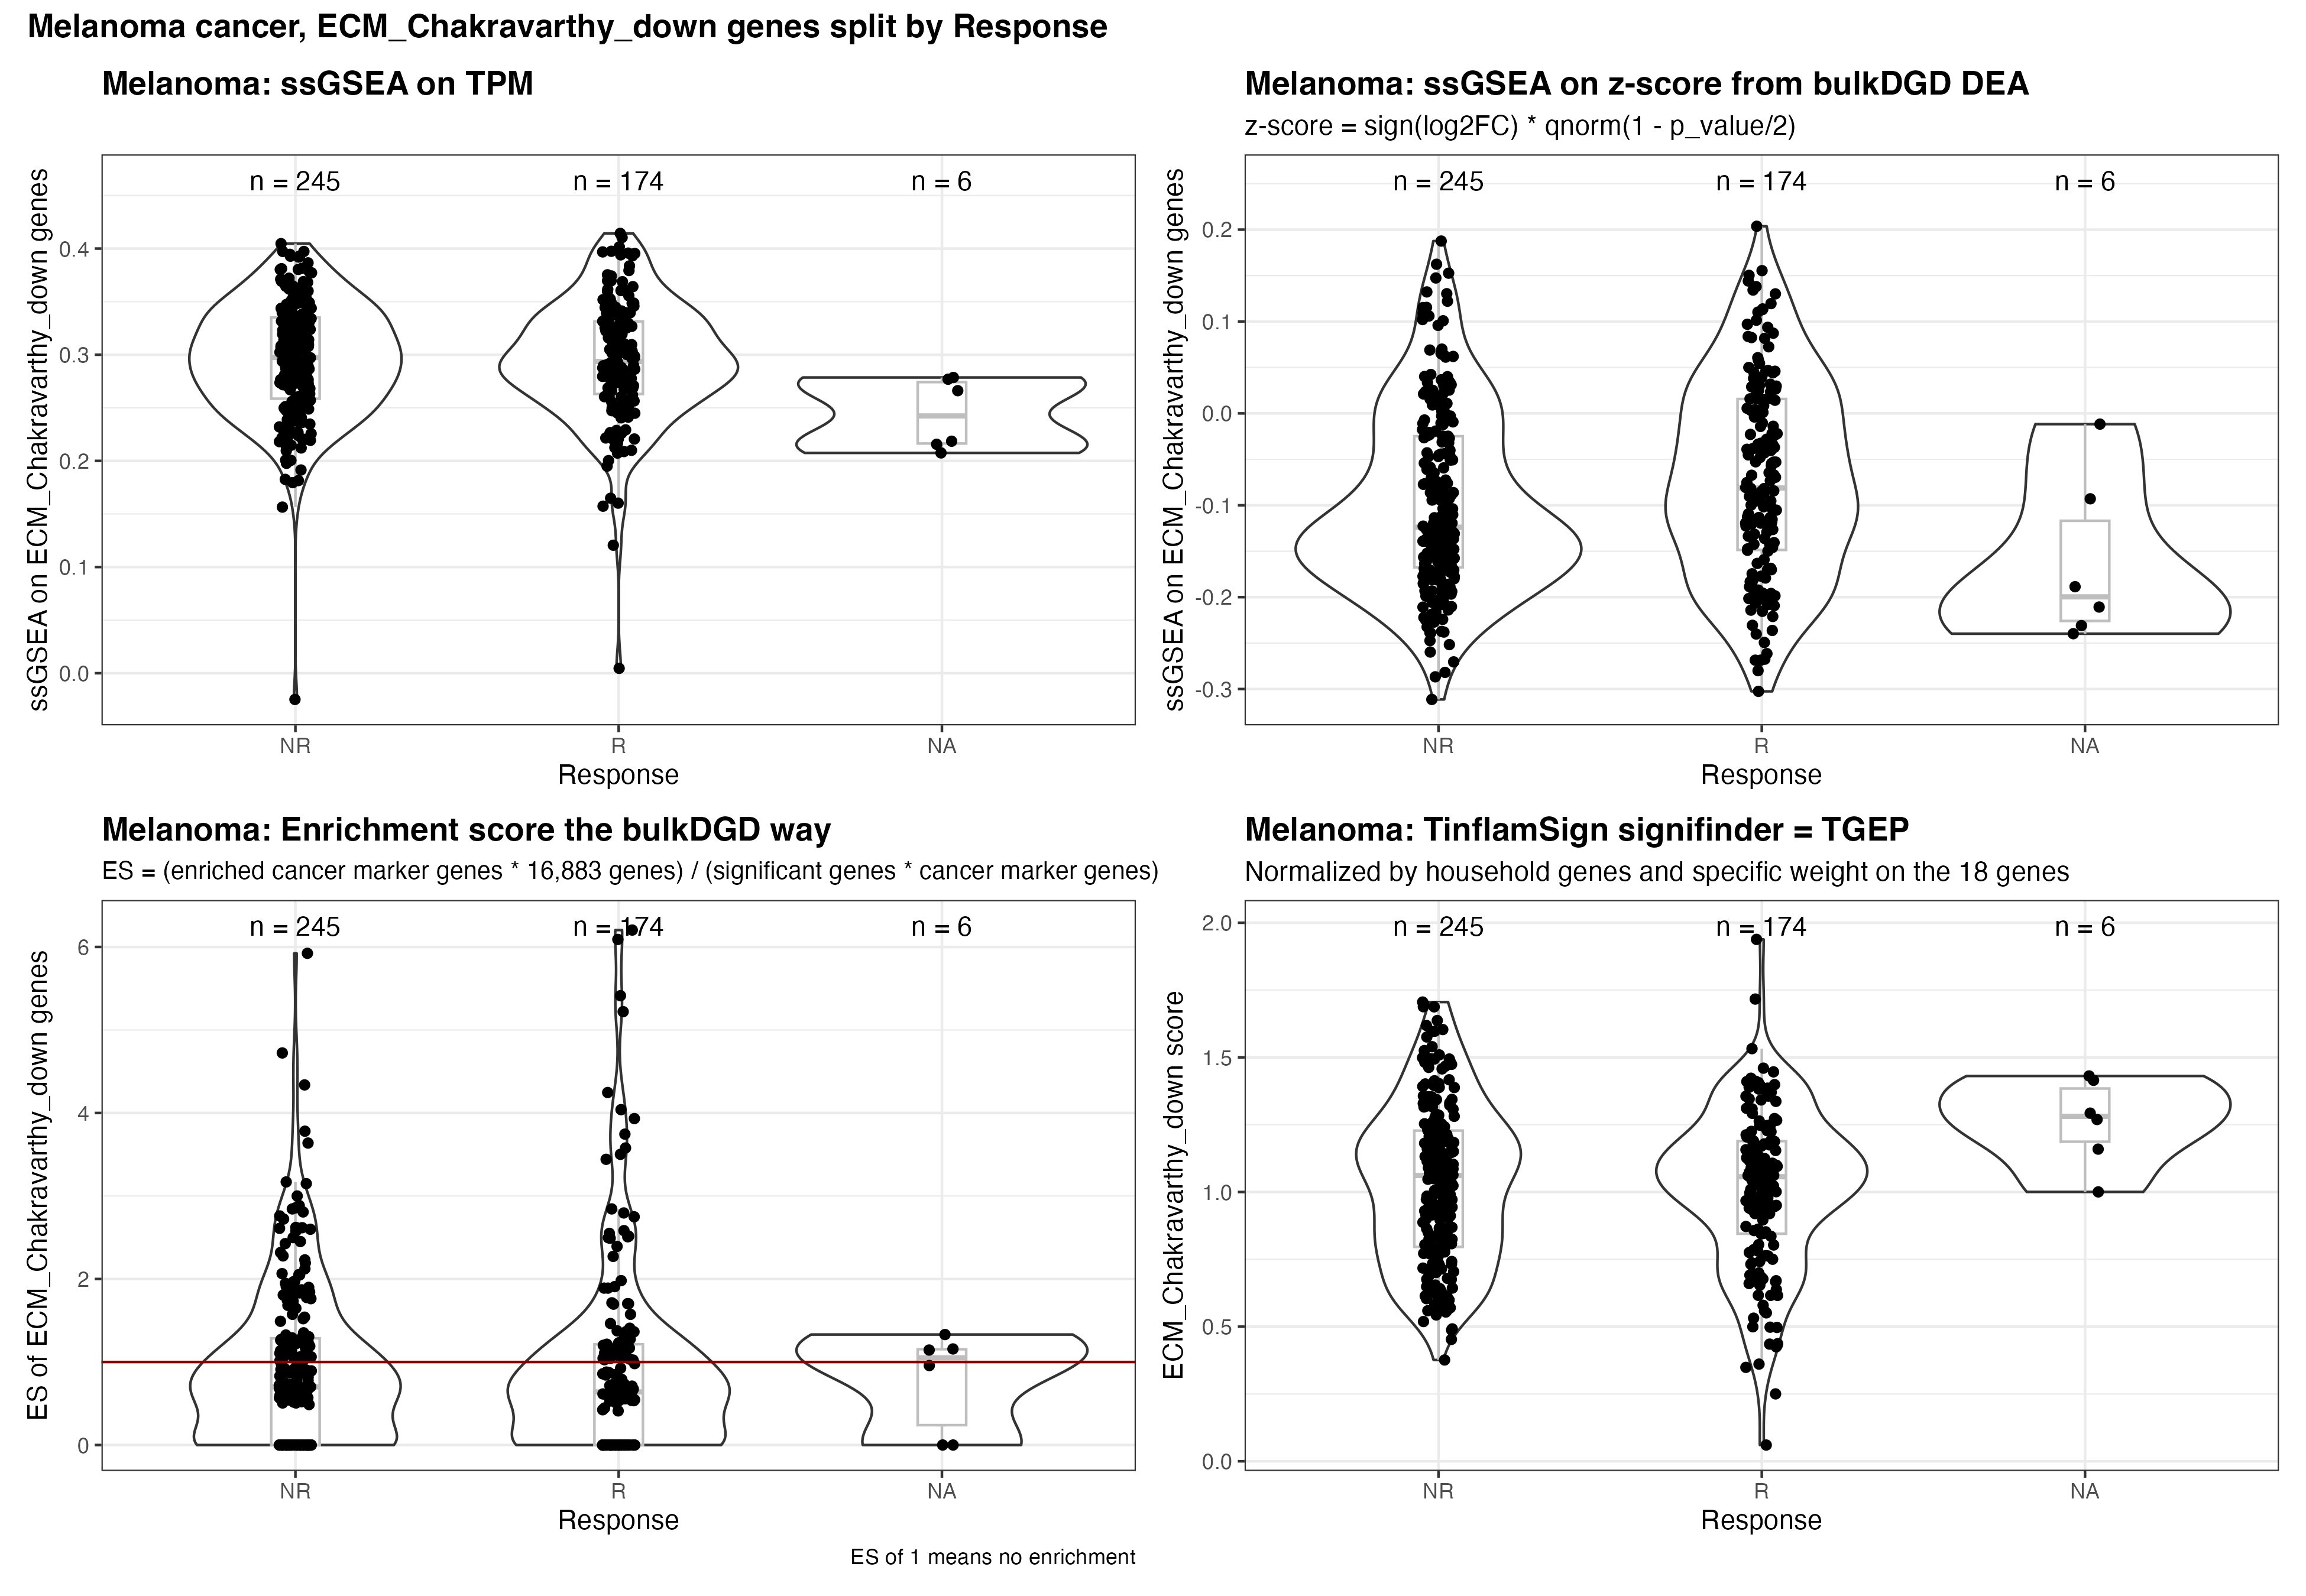 Melanoma cancer, ECM_Chakravarthy_down genes split by Response
Melanoma: ssGSEA on TPM
ssGSEA on ECM_Chakravarthy_down genes
n = 245
n = 174
n = 6
0.4
0.3
0.2
0.1
0.0
NR
R
NA
Response
Melanoma: ssGSEA on z-score from bulkDGD DEA
z-score = sign(log2FC) * qnorm(1 - p_value/2)
ssGSEA on ECM_Chakravarthy_down genes
n = 245
n = 174
n = 6
0.2
0.1
0.0
-0.1
-0.2
-0.3
NR
R
NA
Response
Melanoma: Enrichment score the bulkDGD way
ES = (enriched cancer marker genes * 16,883 genes) / (significant genes * cancer marker genes)
ES of ECM_Chakravarthy_down genes
n = 245
n = 174
n = 6
6
4
2
0
NR
R
NA
Response
ES of 1 means no enrichment
Melanoma: TinflamSign signifinder = TGEP
Normalized by household genes and specific weight on the 18 genes
ECM_Chakravarthy_down score
n = 245
n = 174
n = 6
2.0
1.5
1.0
0.5
0.0
NR
R
NA
Response